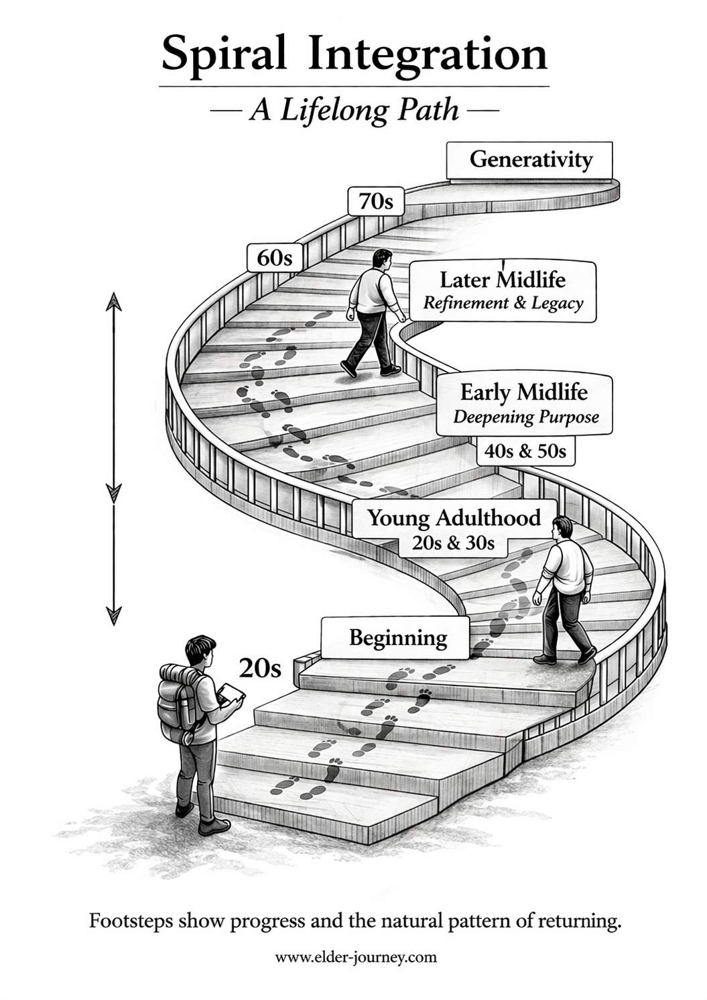 Spiral Integration
— A Lifelong Path —
Generativity
70s
60s
Later Midlife
Refinement & Legacy
Early Midlife
Deepening Purpose
40s & 50s
Young Adulthood
20s & 30s
Beginning
20s
Footsteps show progress and the natural pattern of returning.
www.elder-journey.com